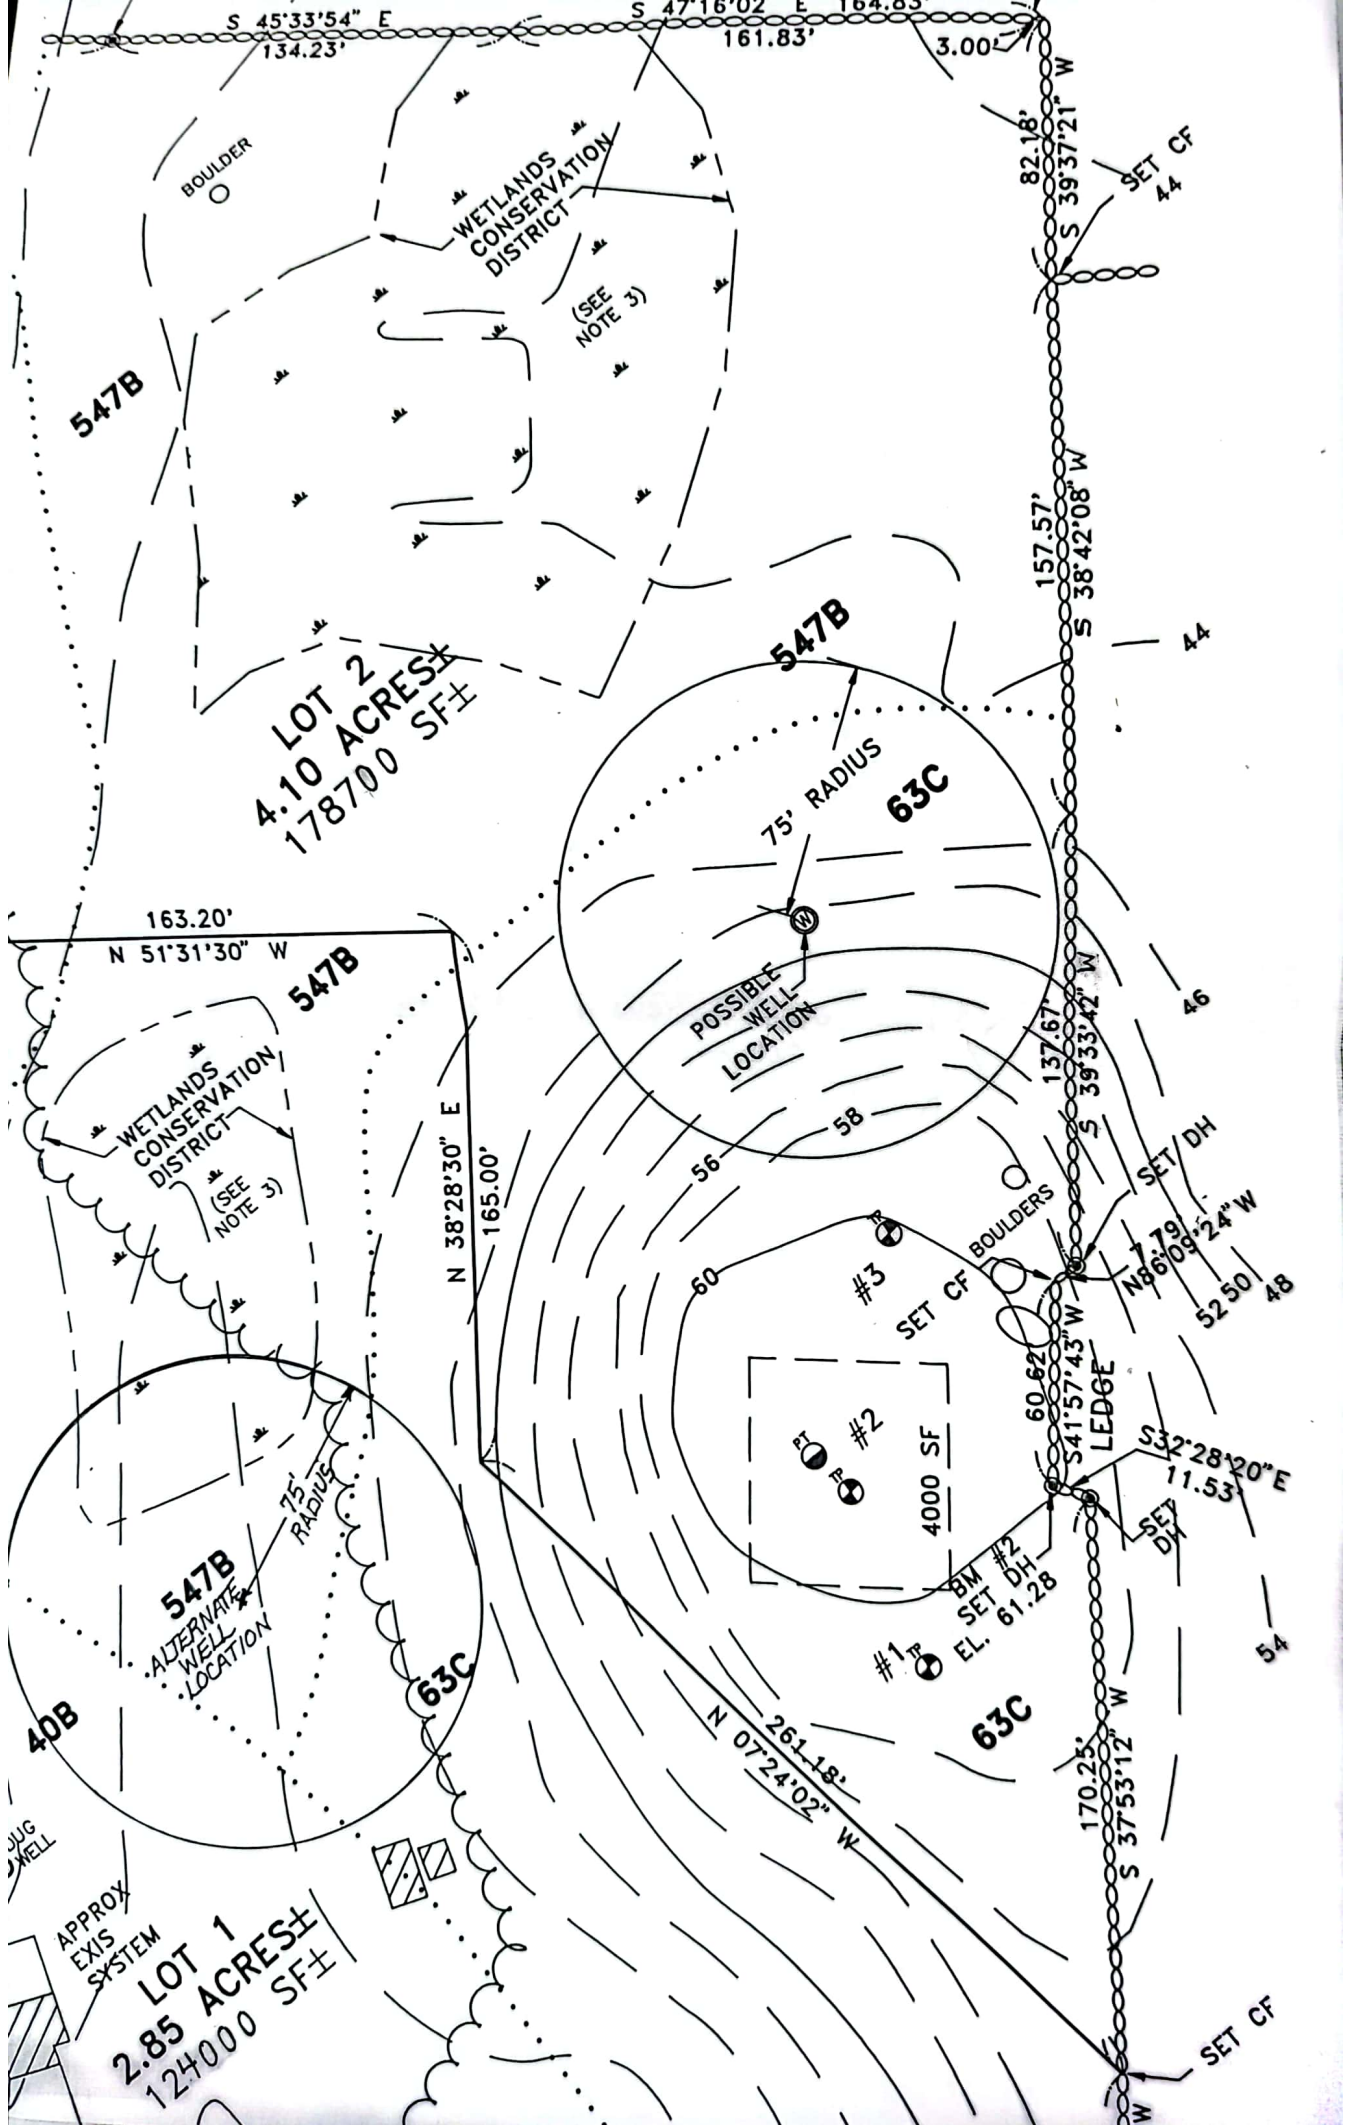 S 45°33'54" E
134.23'
S 47°16'02" E 164.83'
161.83'
3.00'
82.18'
S 39°37'21" W
SET CF
44
BOULDER
WETLANDS
CONSERVATION
DISTRICT
(SEE
NOTE 3)
547B
157.57'
S 38°42'08" W
44
547B
LOT 2
4.10 ACRES±
178700 SF±
75' RADIUS
63C
W
POSSIBLE
WELL
LOCATION
163.20'
N 51°31'30" W
547B
137.67'
S 39°33'42" W
46
WETLANDS
CONSERVATION
DISTRICT
(SEE
NOTE 3)
N 38°28'30" E
165.00'
58
56
60
SET DH
7.79'
N86°09'24"W
48
50
52
BOULDERS
TP
#3
SET CF
60.62'
S41°57'43"W
LEDGE
S32°28'20"E
11.53'
SET
DH
PT
#2
TP
4000 SF
BM #2
SET DH
EL. 61.28
54
#1
TP
63C
75'
RADIUS
547B
ALTERNATE
WELL
LOCATION
63C
40B
N 07°24'02" W
261.18'
170.25'
S 37°53'12" W
WELL
APPROX
EXIS
SYSTEM
LOT 1
2.85 ACRES±
124000 SF±
SET CF
W